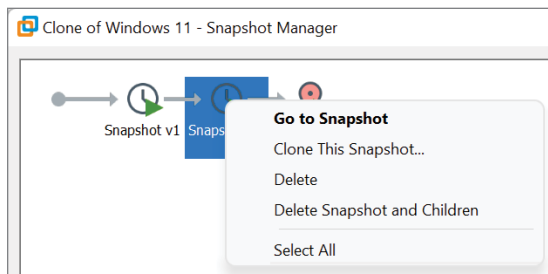 Clone of Windows 11 - Snapshot Manager
Snapshot v1
Go to Snapshot
Clone This Snapshot...
Delete
Delete Snapshot and Children
Select All